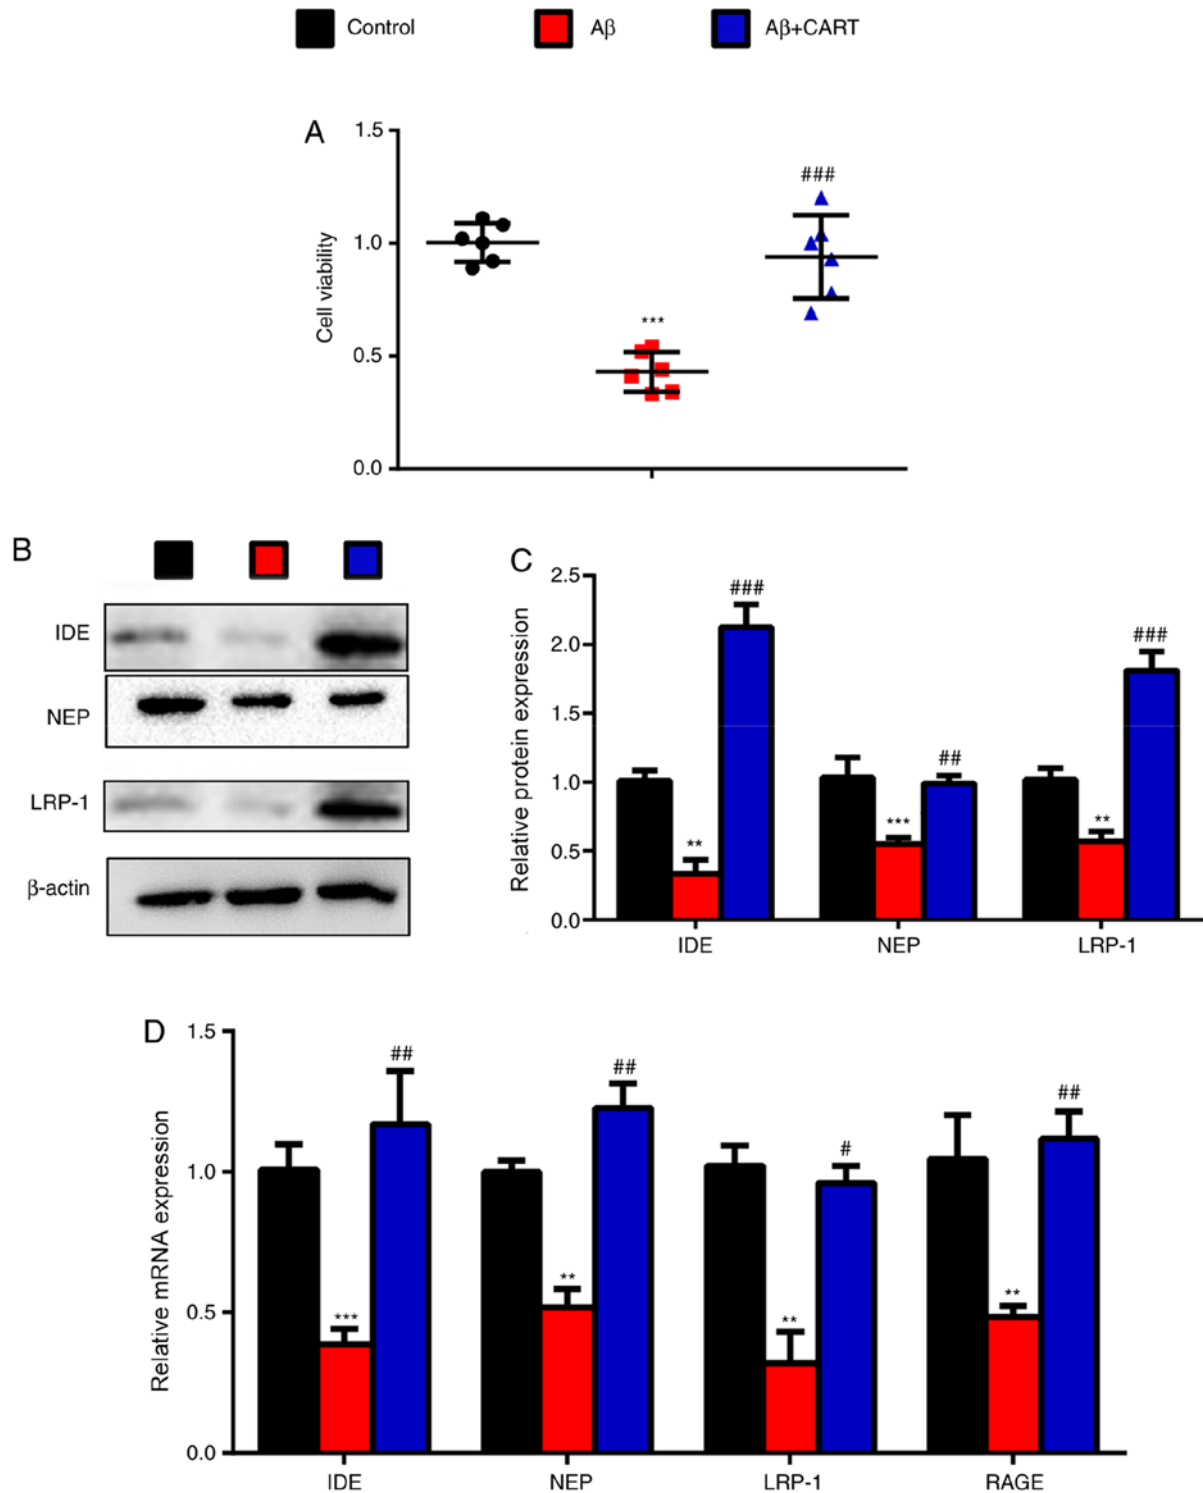 Control Aβ Aβ+CART
A
1.5
###
1.0
Cell viability
***
0.5
0.0
B
IDE
NEP
LRP-1
β-actin
C
2.5
###
2.0
###
Relative protein expression
1.5
##
1.0
** *** **
0.5
0.0
IDE NEP LRP-1
D
1.5
## ## # ##
1.0
Relative mRNA expression
0.5
*** ** ** **
0.0
IDE NEP LRP-1 RAGE